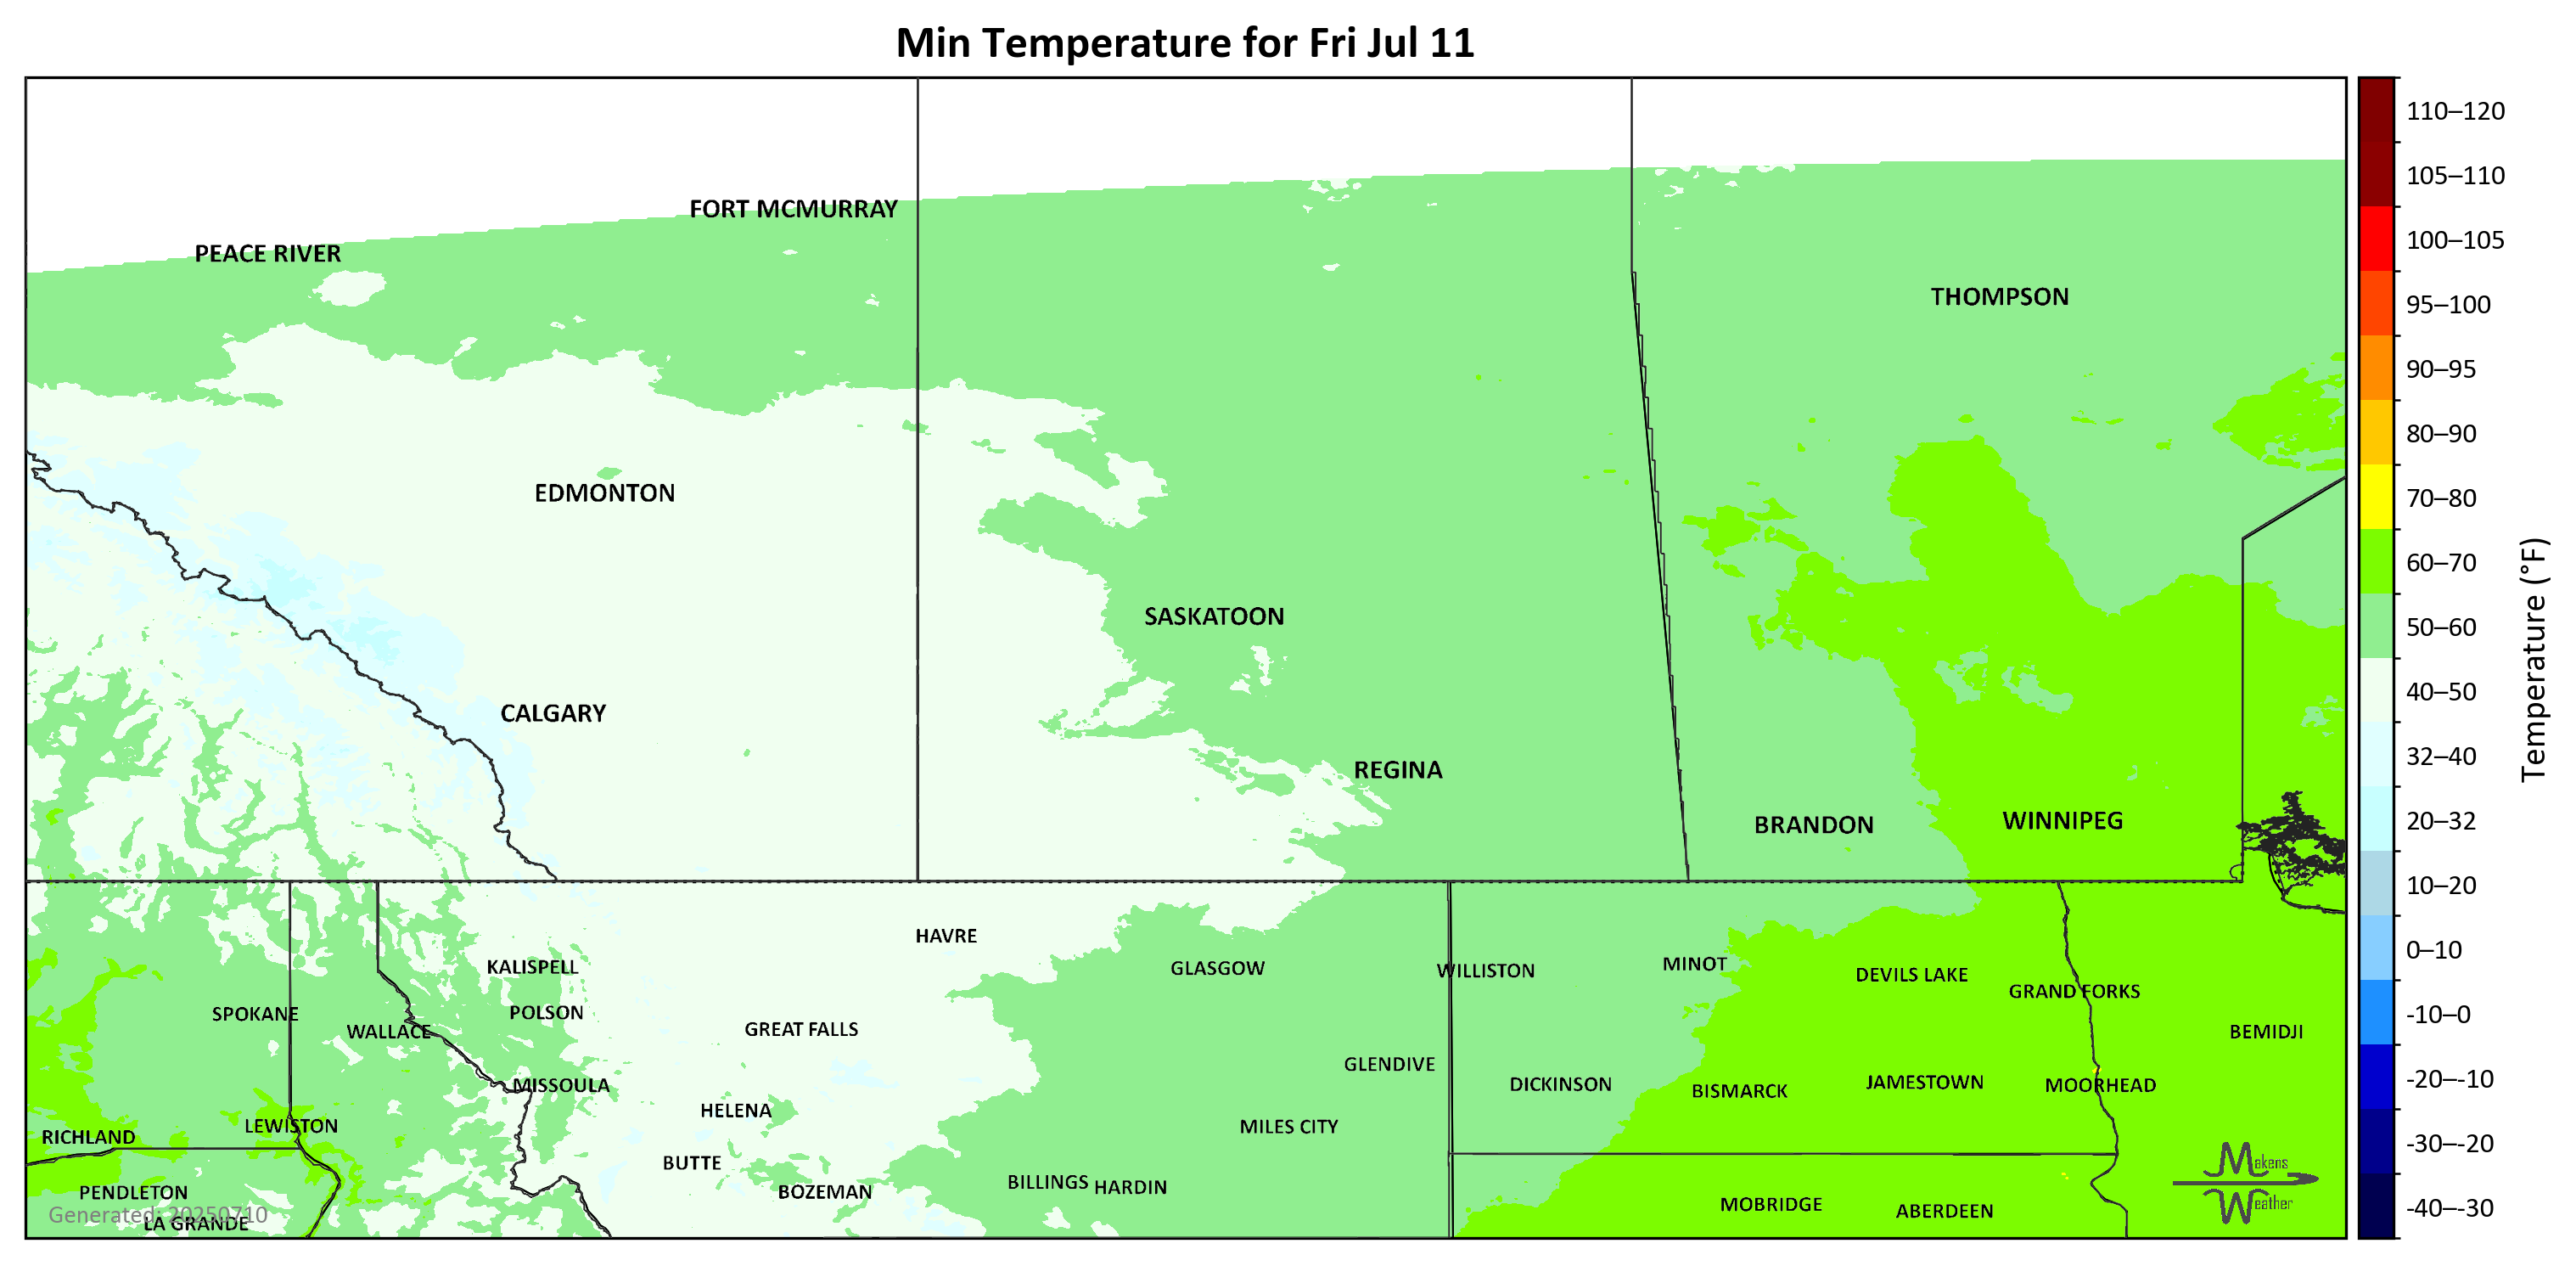 Min Temperature for Fri Jul 11
FORT MCMURRAY
PEACE RIVER
THOMPSON
EDMONTON
SASKATOON
CALGARY
REGINA
BRANDON
WINNIPEG
HAVRE
KALISPELL
GLASGOW
WILLISTON
MINOT
DEVILS LAKE
GRAND FORKS
SPOKANE
POLSON
WALLACE
GREAT FALLS
BEMIDJI
GLENDIVE
MISSOULA
DICKINSON
BISMARCK
JAMESTOWN
MOORHEAD
HELENA
LEWISTON
MILES CITY
RICHLAND
BUTTE
BOZEMAN
BILLINGS
HARDIN
PENDLETON
MOBRIDGE
ABERDEEN
LA GRANDE
Generated: 20250710
Makens
Weather
110–120
105–110
100–105
95–100
90–95
80–90
70–80
60–70
50–60
40–50
32–40
20–32
10–20
0–10
-10–0
-20–-10
-30–-20
-40–-30
Temperature (°F)